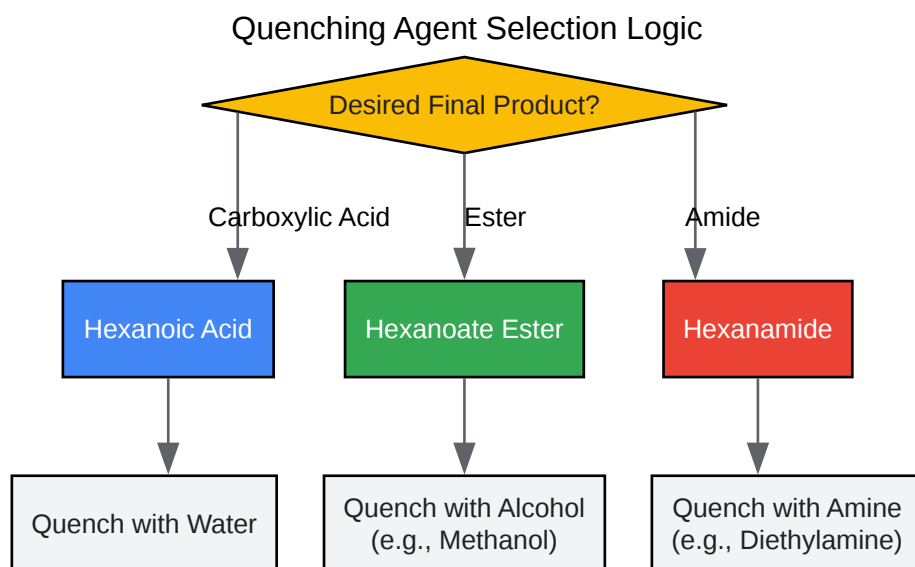 Quenching Agent Selection Logic
Desired Final Product?
Carboxylic Acid
Ester
Amide
Hexanoic Acid
Hexanoate Ester
Hexanamide
Quench with Water
Quench with Alcohol
(e.g., Methanol)
Quench with Amine
(e.g., Diethylamine)